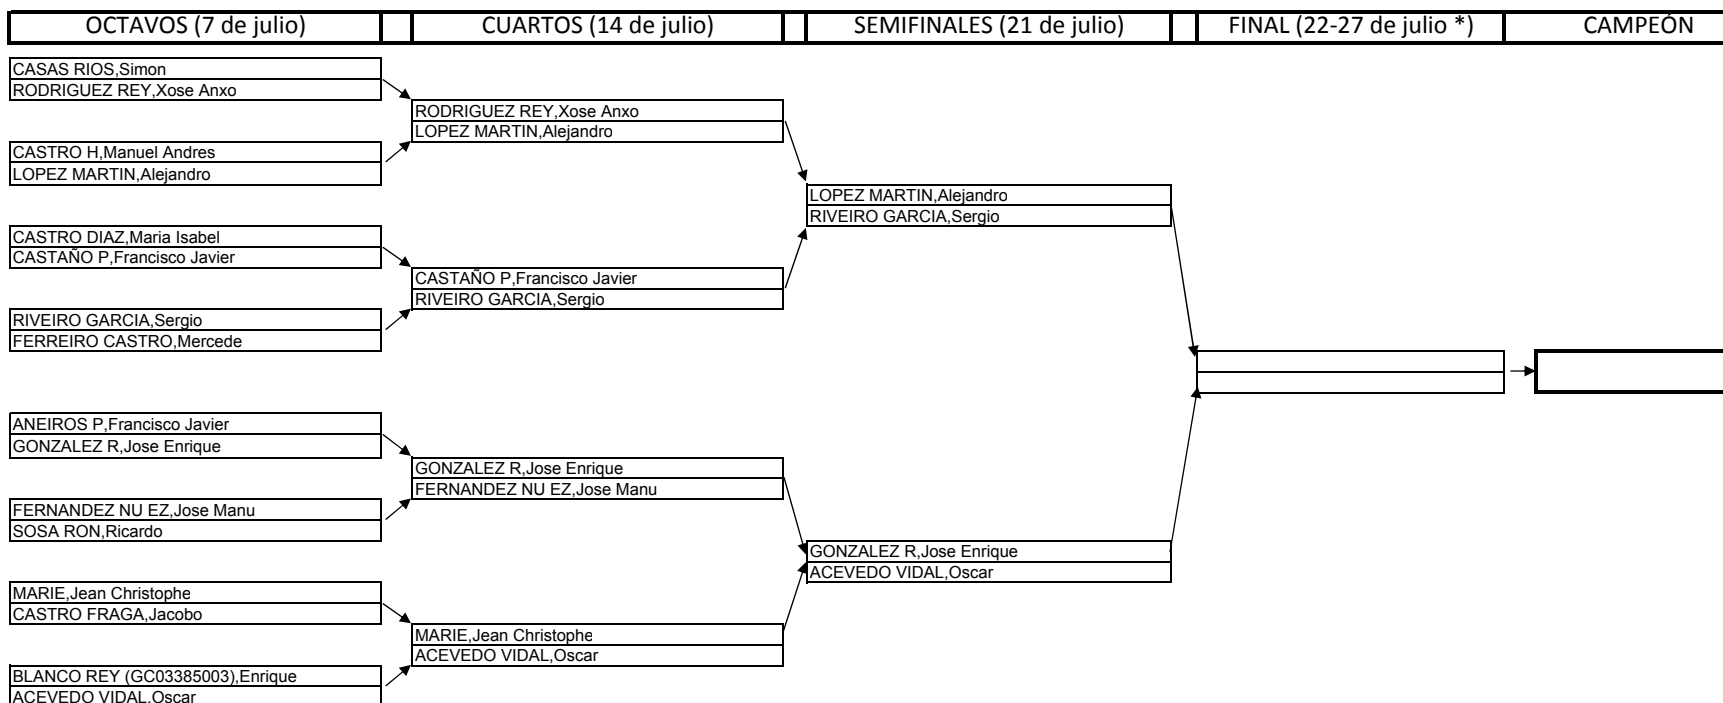 OCTAVOS (7 de julio) CUARTOS (14 de julio) SEMIFINALES (21 de julio) FINAL (22-27 de julio *) CAMPEÓN
CASAS RIOS,Simon
RODRIGUEZ REY,Xose Anxo
CASTRO H,Manuel Andres
LOPEZ MARTIN,Alejandro
CASTRO DIAZ,Maria Isabel
CASTAÑO P,Francisco Javier
RIVEIRO GARCIA,Sergio
FERREIRO CASTRO,Mercede
ANEIROS P,Francisco Javier
GONZALEZ R,Jose Enrique
FERNANDEZ NU EZ,Jose Manu
SOSA RON,Ricardo
MARIE,Jean Christophe
CASTRO FRAGA,Jacobo
BLANCO REY (GC03385003),Enrique
ACEVEDO VIDAL,Oscar
RODRIGUEZ REY,Xose Anxo
LOPEZ MARTIN,Alejandro
CASTAÑO P,Francisco Javier
RIVEIRO GARCIA,Sergio
GONZALEZ R,Jose Enrique
FERNANDEZ NU EZ,Jose Manu
MARIE,Jean Christophe
ACEVEDO VIDAL,Oscar
LOPEZ MARTIN,Alejandro
RIVEIRO GARCIA,Sergio
GONZALEZ R,Jose Enrique
ACEVEDO VIDAL,Oscar